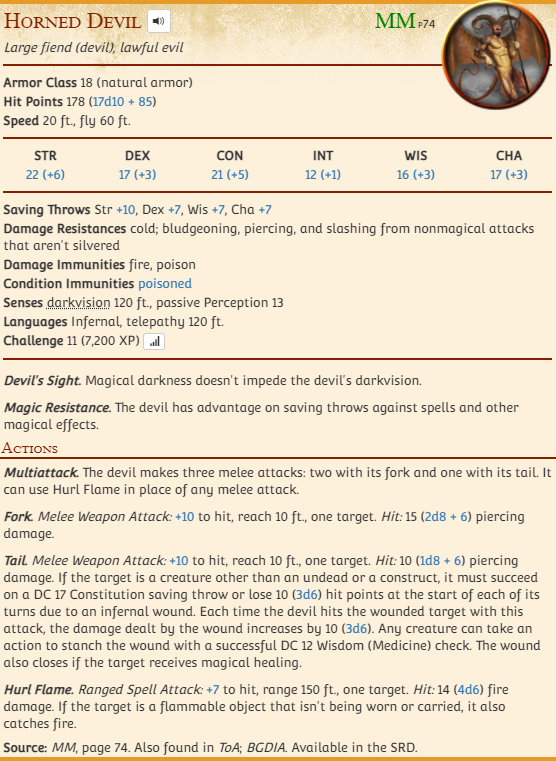 Horned Devil MM p74
Large fiend (devil), lawful evil
Armor Class 18 (natural armor)
Hit Points 178 (17d10 + 85)
Speed 20 ft., fly 60 ft.
STR DEX CON INT WIS CHA
22 (+6) 17 (+3) 21 (+5) 12 (+1) 16 (+3) 17 (+3)
Saving Throws Str +10, Dex +7, Wis +7, Cha +7
Damage Resistances cold; bludgeoning, piercing, and slashing from nonmagical attacks
that aren't silvered
Damage Immunities fire, poison
Condition Immunities poisoned
Senses darkvision 120 ft., passive Perception 13
Languages Infernal, telepathy 120 ft.
Challenge 11 (7,200 XP)
Devil's Sight. Magical darkness doesn't impede the devil's darkvision.
Magic Resistance. The devil has advantage on saving throws against spells and other
magical effects.
Actions
Multiattack. The devil makes three melee attacks: two with its fork and one with its tail. It
can use Hurl Flame in place of any melee attack.
Fork. Melee Weapon Attack: +10 to hit, reach 10 ft., one target. Hit: 15 (2d8 + 6) piercing
damage.
Tail. Melee Weapon Attack: +10 to hit, reach 10 ft., one target. Hit: 10 (1d8 + 6) piercing
damage. If the target is a creature other than an undead or a construct, it must succeed
on a DC 17 Constitution saving throw or lose 10 (3d6) hit points at the start of each of its
turns due to an infernal wound. Each time the devil hits the wounded target with this
attack, the damage dealt by the wound increases by 10 (3d6). Any creature can take an
action to stanch the wound with a successful DC 12 Wisdom (Medicine) check. The wound
also closes if the target receives magical healing.
Hurl Flame. Ranged Spell Attack: +7 to hit, range 150 ft., one target. Hit: 14 (4d6) fire
damage. If the target is a flammable object that isn't being worn or carried, it also
catches fire.
Source: MM, page 74. Also found in ToA; BGDIA. Available in the SRD.